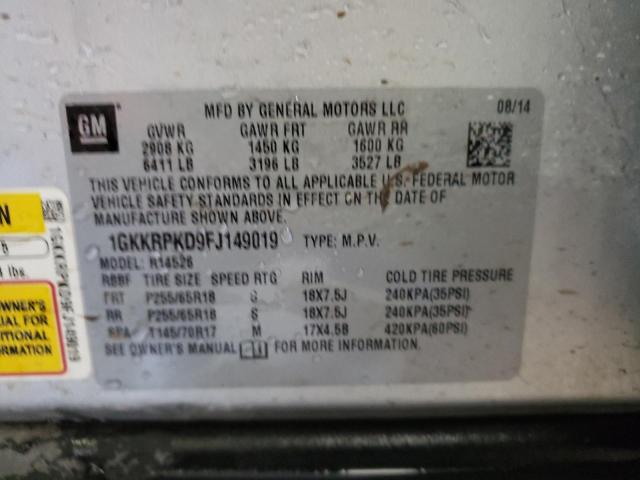 GM
MFD BY GENERAL MOTORS LLC 08/14
GVWR GAWR FRT GAWR RR
2908 KG 1450 KG 1600 KG
6411 LB 3196 LB 3527 LB
THIS VEHICLE CONFORMS TO ALL APPLICABLE U.S. FEDERAL MOTOR
VEHICLE SAFETY STANDARDS IN EFFECT ON THE DATE OF
MANUFACTURE SHOWN ABOVE.
1GKKRPKD9FJ149019 TYPE: M.P.V.
MODEL: R14526
RBBF TIRE SIZE SPEED RTG RIM COLD TIRE PRESSURE
FRT P255/65R18 S 18X7.5J 240KPA(35PSI)
RR P255/65R18 S 18X7.5J 240KPA(35PSI)
SPA T145/70R17 M 17X4.5B 420KPA(60PSI)
SEE OWNER'S MANUAL FOR MORE INFORMATION.
N
lbs.
OWNER'S
FOR
1GKKRPKD9FJ149019